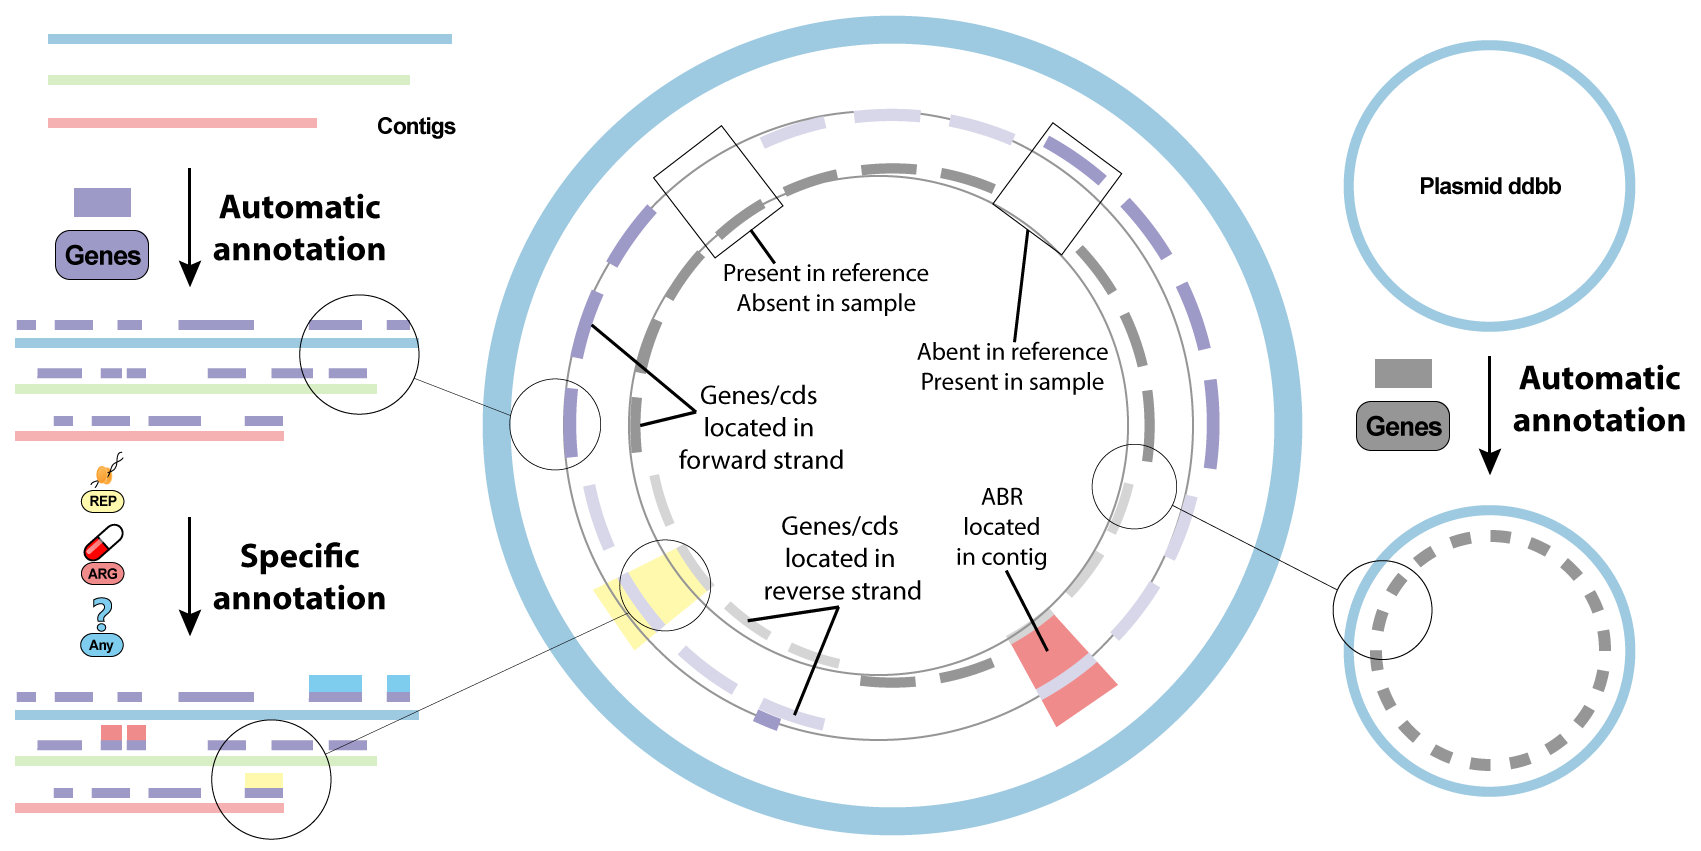 Contigs
Automatic
annotation
Genes
REP
ARG
Any
Specific
annotation
Present in reference
Absent in sample
Abent in reference
Present in sample
Genes/cds
located in
forward strand
Genes/cds
located in
reverse strand
ABR
located
in contig
Plasmid ddbb
Genes
Automatic
annotation